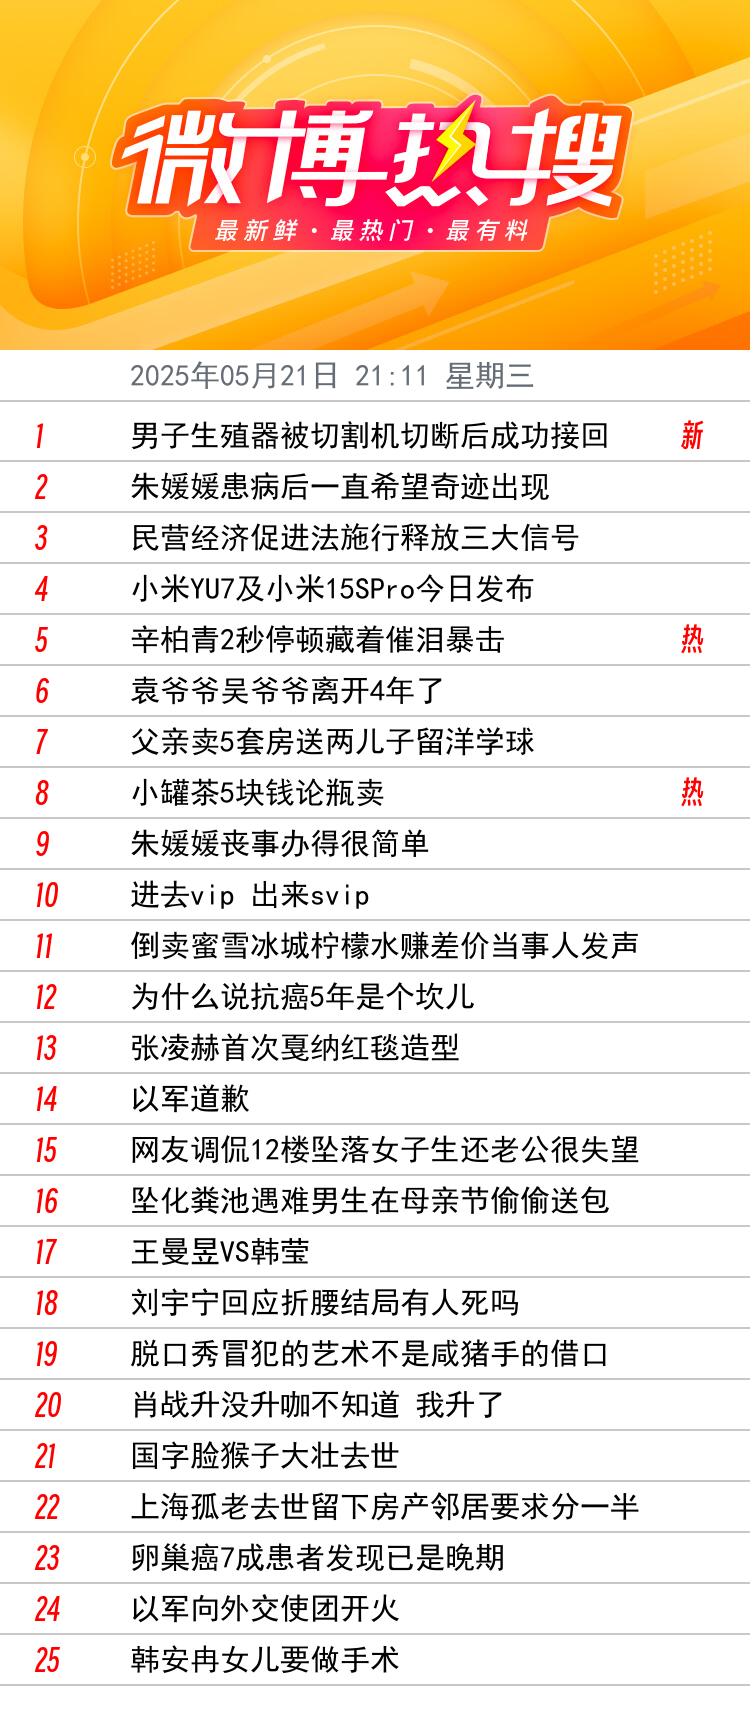 微博热搜
最新鲜·最热门·最有料
2025年05月21日 21:11 星期三
1 男子生殖器被切割机切断后成功接回 新
2 朱媛媛患病后一直希望奇迹出现
3 民营经济促进法施行释放三大信号
4 小米YU7及小米15SPro今日发布
5 辛柏青2秒停顿藏着催泪暴击 热
6 袁爷爷吴爷爷离开4年了
7 父亲卖5套房送两儿子留洋学球
8 小罐茶5块钱论瓶卖 热
9 朱媛媛丧事办得很简单
10 进去vip 出来svip
11 倒卖蜜雪冰城柠檬水赚差价当事人发声
12 为什么说抗癌5年是个坎儿
13 张凌赫首次戛纳红毯造型
14 以军道歉
15 网友调侃12楼坠落女子生还老公很失望
16 坠化粪池遇难男生在母亲节偷偷送包
17 王曼昱VS韩莹
18 刘宇宁回应折腰结局有人死吗
19 脱口秀冒犯的艺术不是咸猪手的借口
20 肖战升没升咖不知道 我升了
21 国字脸猴子大壮去世
22 上海孤老去世留下房产邻居要求分一半
23 卵巢癌7成患者发现已是晚期
24 以军向外交使团开火
25 韩安冉女儿要做手术